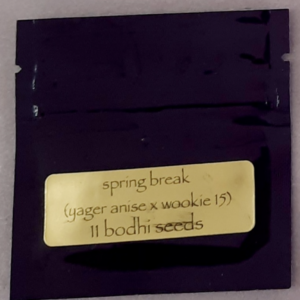 spring break
(yager anise x wookie 15)
11 bodhi seeds